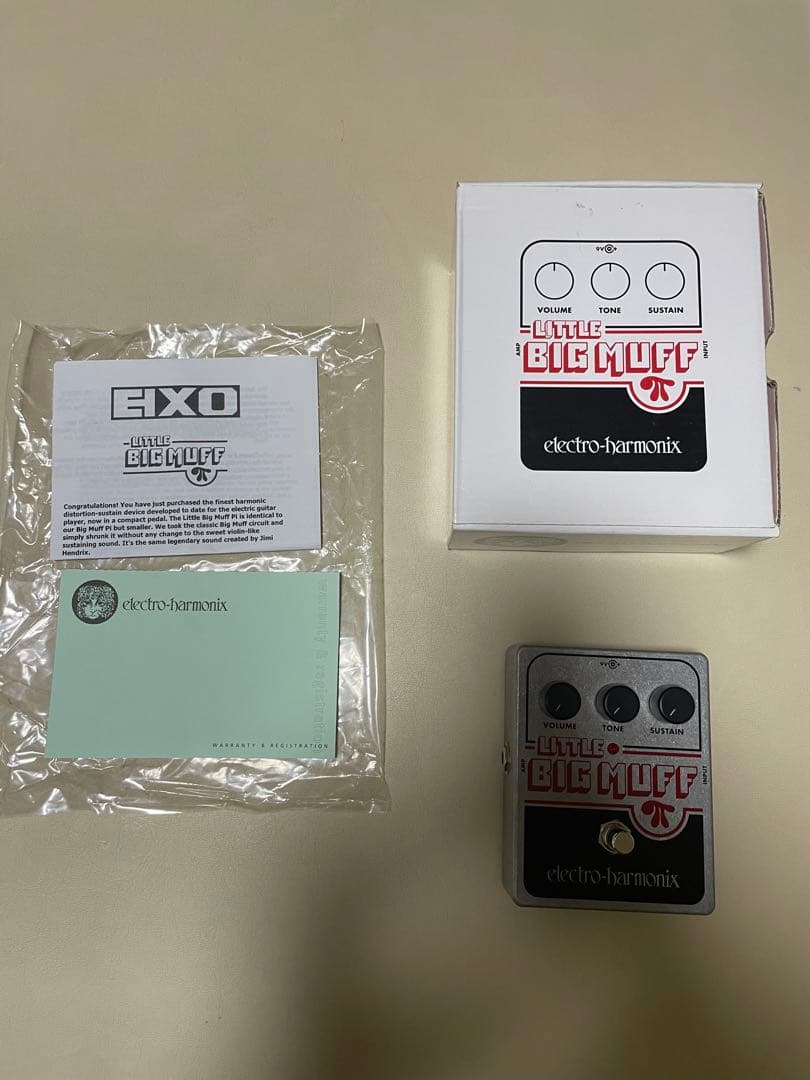 EHXO
LITTLE
BIG MUFF
π
Congratulations! You have just purchased the finest harmonic
distortion-sustain device developed to date for the electric guitar
player, now in a compact pedal. The Little Big Muff Pi is identical to
our Big Muff Pi but smaller. We took the classic Big Muff circuit and
simply shrunk it without any change to the sweet violin-like
sustaining sound. It's the same legendary sound created by Jimi
Hendrix.
electro-harmonix
warranty & registration
WARRANTY & REGISTRATION
9V
VOLUME TONE SUSTAIN
LITTLE
AMP BIG MUFF INPUT
π
electro-harmonix
9V
VOLUME TONE SUSTAIN
LITTLE
AMP BIG MUFF INPUT
π
electro-harmonix